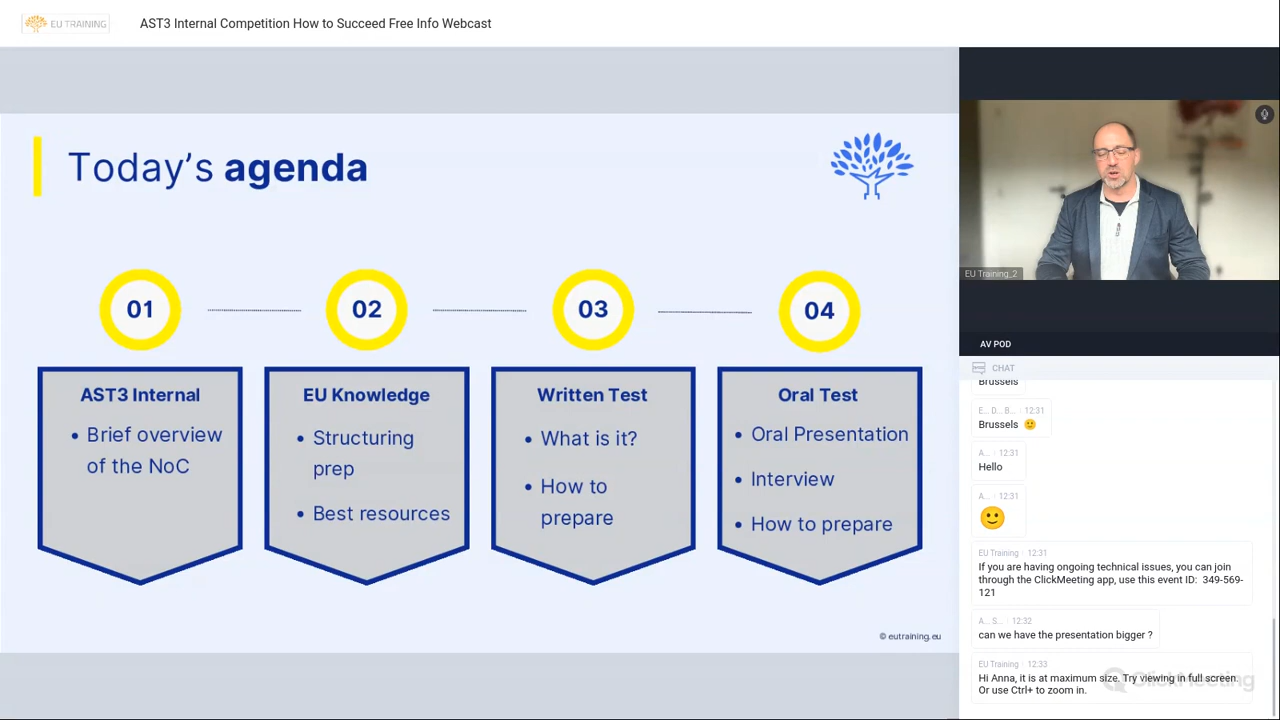 EU TRAINING
AST3 Internal Competition How to Succeed Free Info Webcast
Today's agenda
01
02
03
04
AST3 Internal
• Brief overview
of the NoC
EU Knowledge
• Structuring
prep
• Best resources
Written Test
• What is it?
• How to
prepare
Oral Test
• Oral Presentation
• Interview
• How to prepare
© eutraining.eu
EU Training_2
AV POD
CHAT
Brussels
E... D... B... · 12:31
Brussels 🙂
A... · 12:31
Hello
A... · 12:31
🙂
EU Training · 12:31
If you are having ongoing technical issues, you can join
through the ClickMeeting app, use this event ID: 349-569-
121
A... S... · 12:32
can we have the presentation bigger ?
EU Training · 12:33
Hi Anna, it is at maximum size. Try viewing in full screen.
Or use Ctrl+ to zoom in.
ClickMeeting